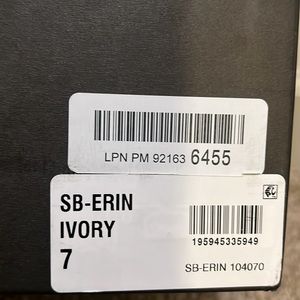 LPN PM 92163 6455
SB-ERIN
IVORY
7
195945335949
SB-ERIN 104070